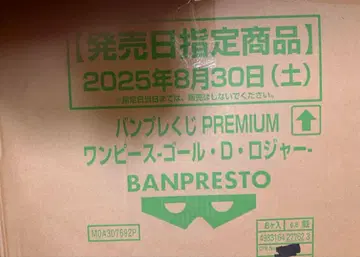 【発売日指定商品】
2025年8月30日(土)
バンプレくじ PREMIUM
ワンピース-ゴール・D・ロジャー-
BANPRESTO